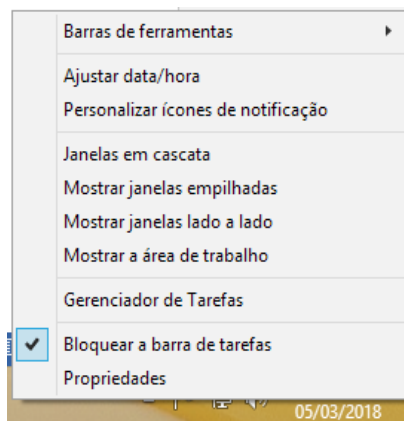 Barras de ferramentas
Ajustar data/hora
Personalizar ícones de notificação
Janelas em cascata
Mostrar janelas empilhadas
Mostrar janelas lado a lado
Mostrar a área de trabalho
Gerenciador de Tarefas
Bloquear a barra de tarefas
Propriedades
05/03/2018